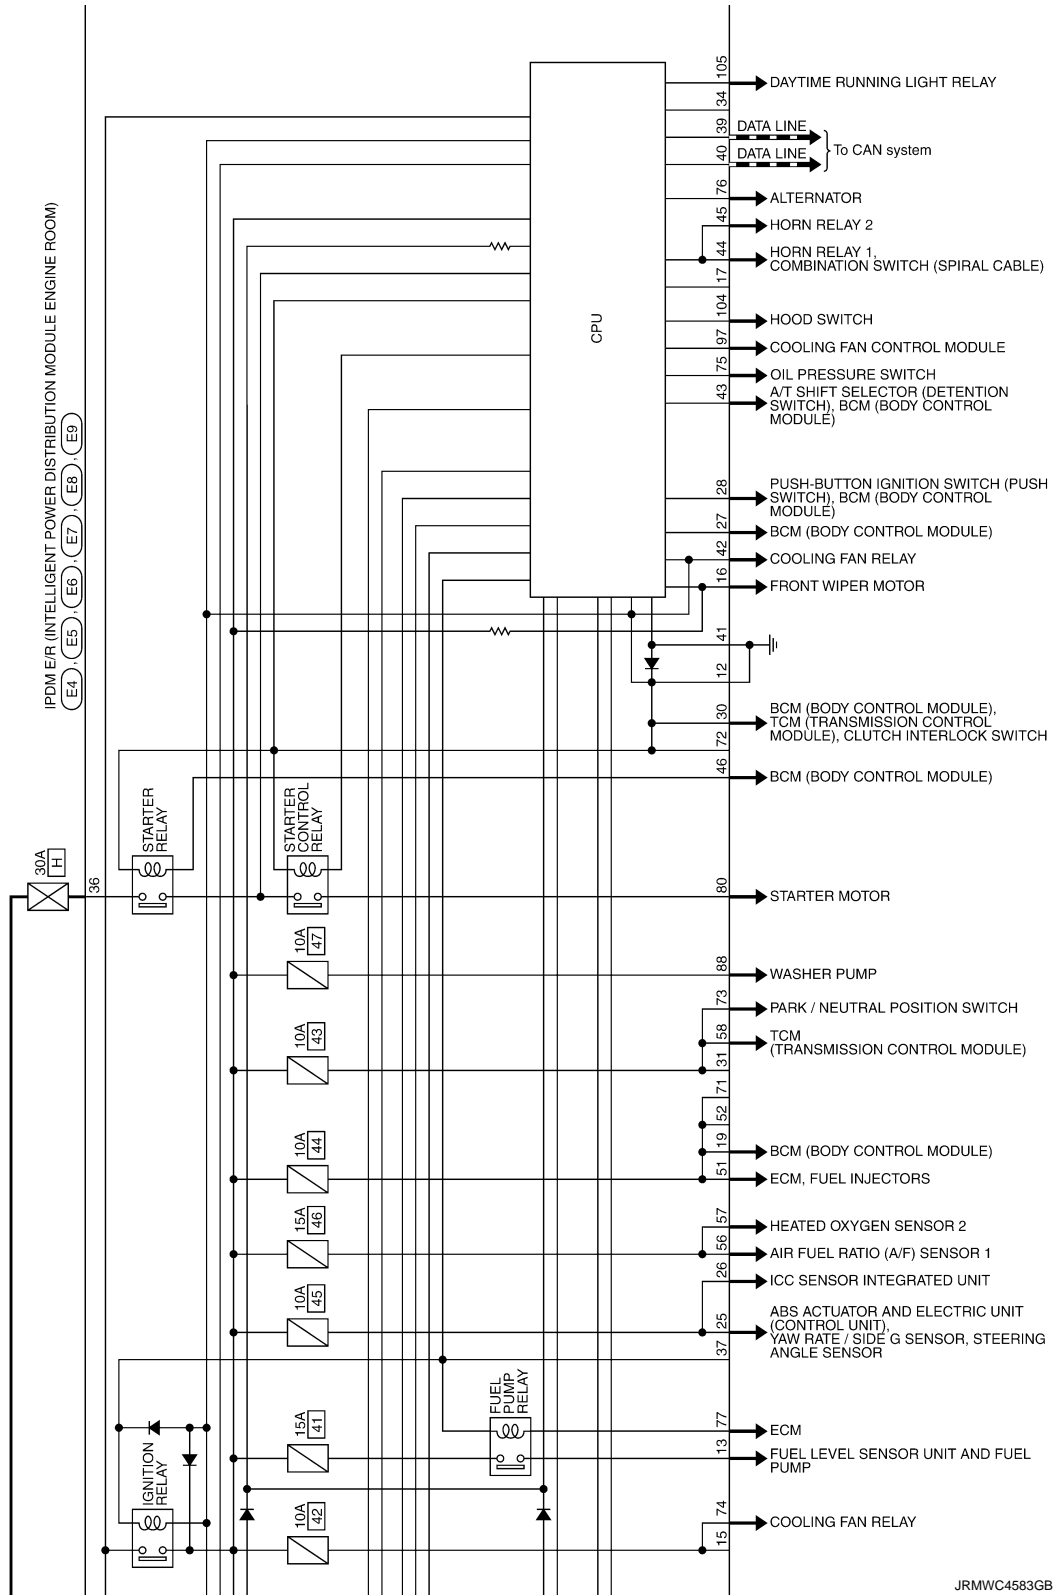 105
DAYTIME RUNNING LIGHT RELAY
34
39
DATA LINE
40
DATA LINE
To CAN system
76
ALTERNATOR
45
HORN RELAY 2
44
HORN RELAY 1,
COMBINATION SWITCH (SPIRAL CABLE)
17
104
HOOD SWITCH
CPU
97
COOLING FAN CONTROL MODULE
75
OIL PRESSURE SWITCH
43
A/T SHIFT SELECTOR (DETENTION
SWITCH), BCM (BODY CONTROL
MODULE)
IPDM E/R (INTELLIGENT POWER DISTRIBUTION MODULE ENGINE ROOM)
E4 , E5 , E6 , E7 , E8 , E9
28
PUSH-BUTTON IGNITION SWITCH (PUSH
SWITCH), BCM (BODY CONTROL
MODULE)
27
BCM (BODY CONTROL MODULE)
42
COOLING FAN RELAY
16
FRONT WIPER MOTOR
41
12
30
BCM (BODY CONTROL MODULE),
TCM (TRANSMISSION CONTROL
MODULE), CLUTCH INTERLOCK SWITCH
72
46
BCM (BODY CONTROL MODULE)
STARTER
RELAY
STARTER
CONTROL
RELAY
30A
H
36
80
STARTER MOTOR
10A
47
88
WASHER PUMP
73
PARK / NEUTRAL POSITION SWITCH
10A
43
58
TCM
(TRANSMISSION CONTROL MODULE)
31
71
52
10A
44
19
BCM (BODY CONTROL MODULE)
51
ECM, FUEL INJECTORS
15A
46
57
HEATED OXYGEN SENSOR 2
56
AIR FUEL RATIO (A/F) SENSOR 1
26
ICC SENSOR INTEGRATED UNIT
10A
45
25
ABS ACTUATOR AND ELECTRIC UNIT
(CONTROL UNIT),
YAW RATE / SIDE G SENSOR, STEERING
ANGLE SENSOR
37
FUEL
PUMP
RELAY
15A
41
77
ECM
13
FUEL LEVEL SENSOR UNIT AND FUEL
PUMP
IGNITION
RELAY
10A
42
74
COOLING FAN RELAY
15
JRMWC4583GB